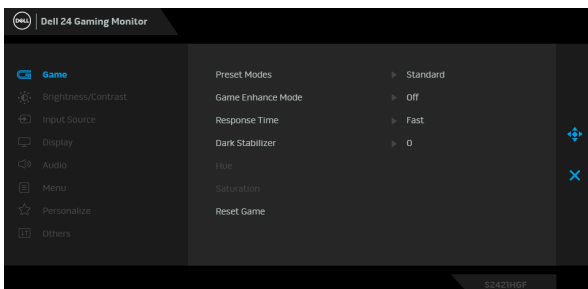 DELL Dell 24 Gaming Monitor
Game
Brightness/Contrast
Input Source
Display
Audio
Menu
Personalize
Others
Preset Modes Standard
Game Enhance Mode Off
Response Time Fast
Dark Stabilizer 0
Hue
Saturation
Reset Game
S2421HGF